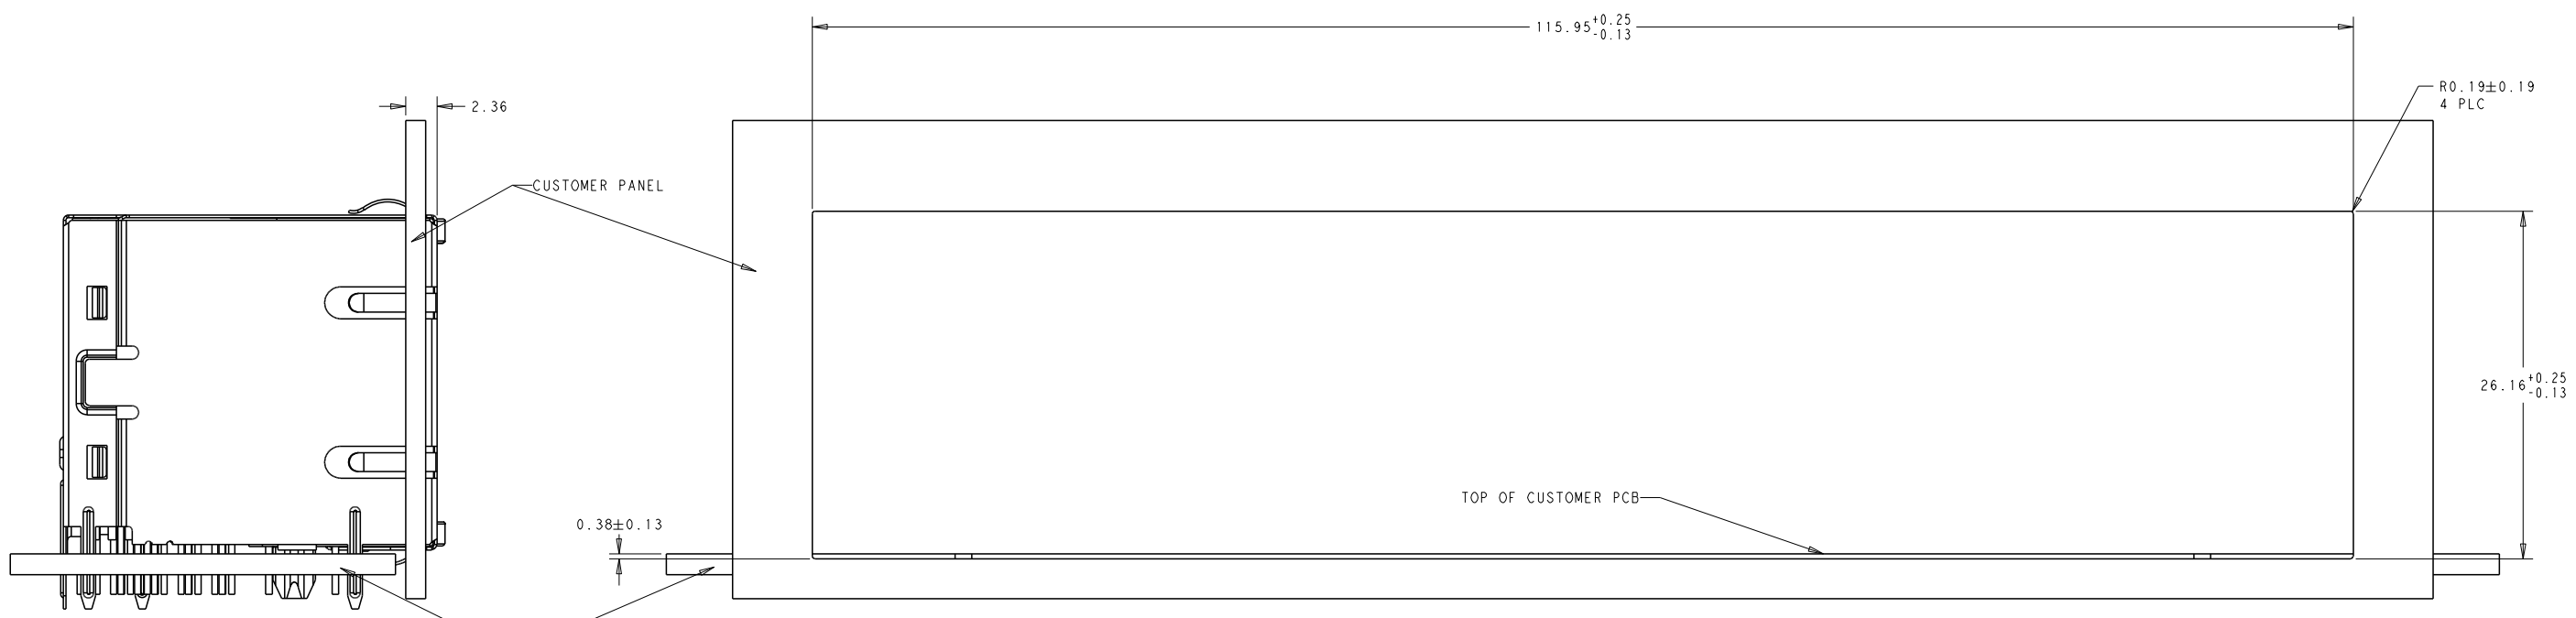 115.95 +0.25 -0.13
R0.19±0.19
4 PLC
2.36
CUSTOMER PANEL
26.16 +0.25 -0.13
TOP OF CUSTOMER PCB
0.38±0.13